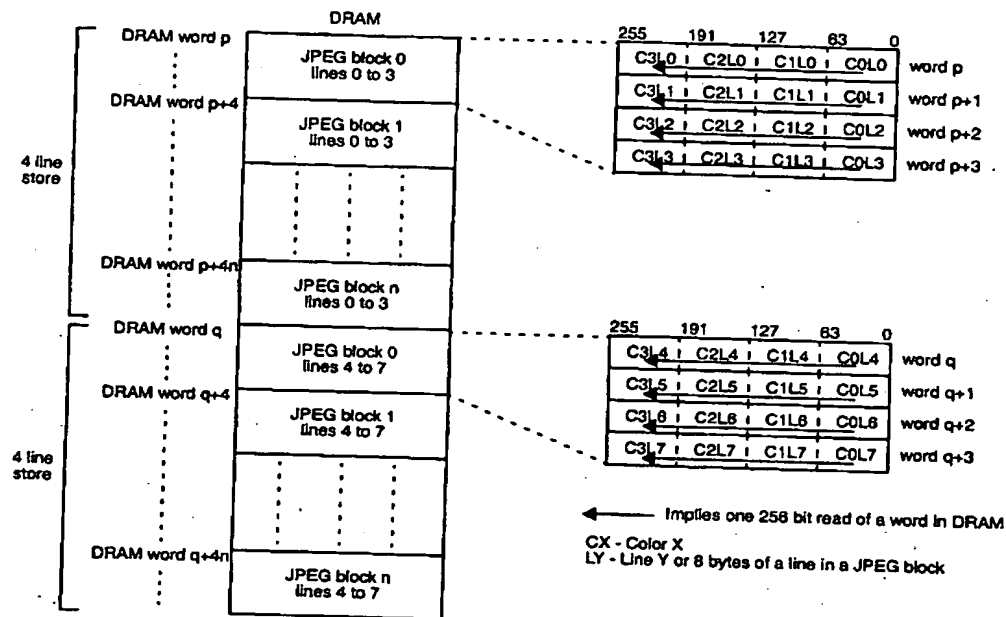 DRAM
DRAM word p
JPEG block 0
lines 0 to 3
DRAM word p+4
JPEG block 1
lines 0 to 3
4 line
store
DRAM word p+4n
JPEG block n
lines 0 to 3
DRAM word q
JPEG block 0
lines 4 to 7
DRAM word q+4
JPEG block 1
lines 4 to 7
4 line
store
DRAM word q+4n
JPEG block n
lines 4 to 7
255 191 127 63 0
C3L0 C2L0 C1L0 C0L0 word p
C3L1 C2L1 C1L1 C0L1 word p+1
C3L2 C2L2 C1L2 C0L2 word p+2
C3L3 C2L3 C1L3 C0L3 word p+3
255 191 127 63 0
C3L4 C2L4 C1L4 C0L4 word q
C3L5 C2L5 C1L5 C0L5 word q+1
C3L6 C2L6 C1L6 C0L6 word q+2
C3L7 C2L7 C1L7 C0L7 word q+3
Implies one 256 bit read of a word in DRAM
CX - Color X
LY - Line Y or 8 bytes of a line in a JPEG block